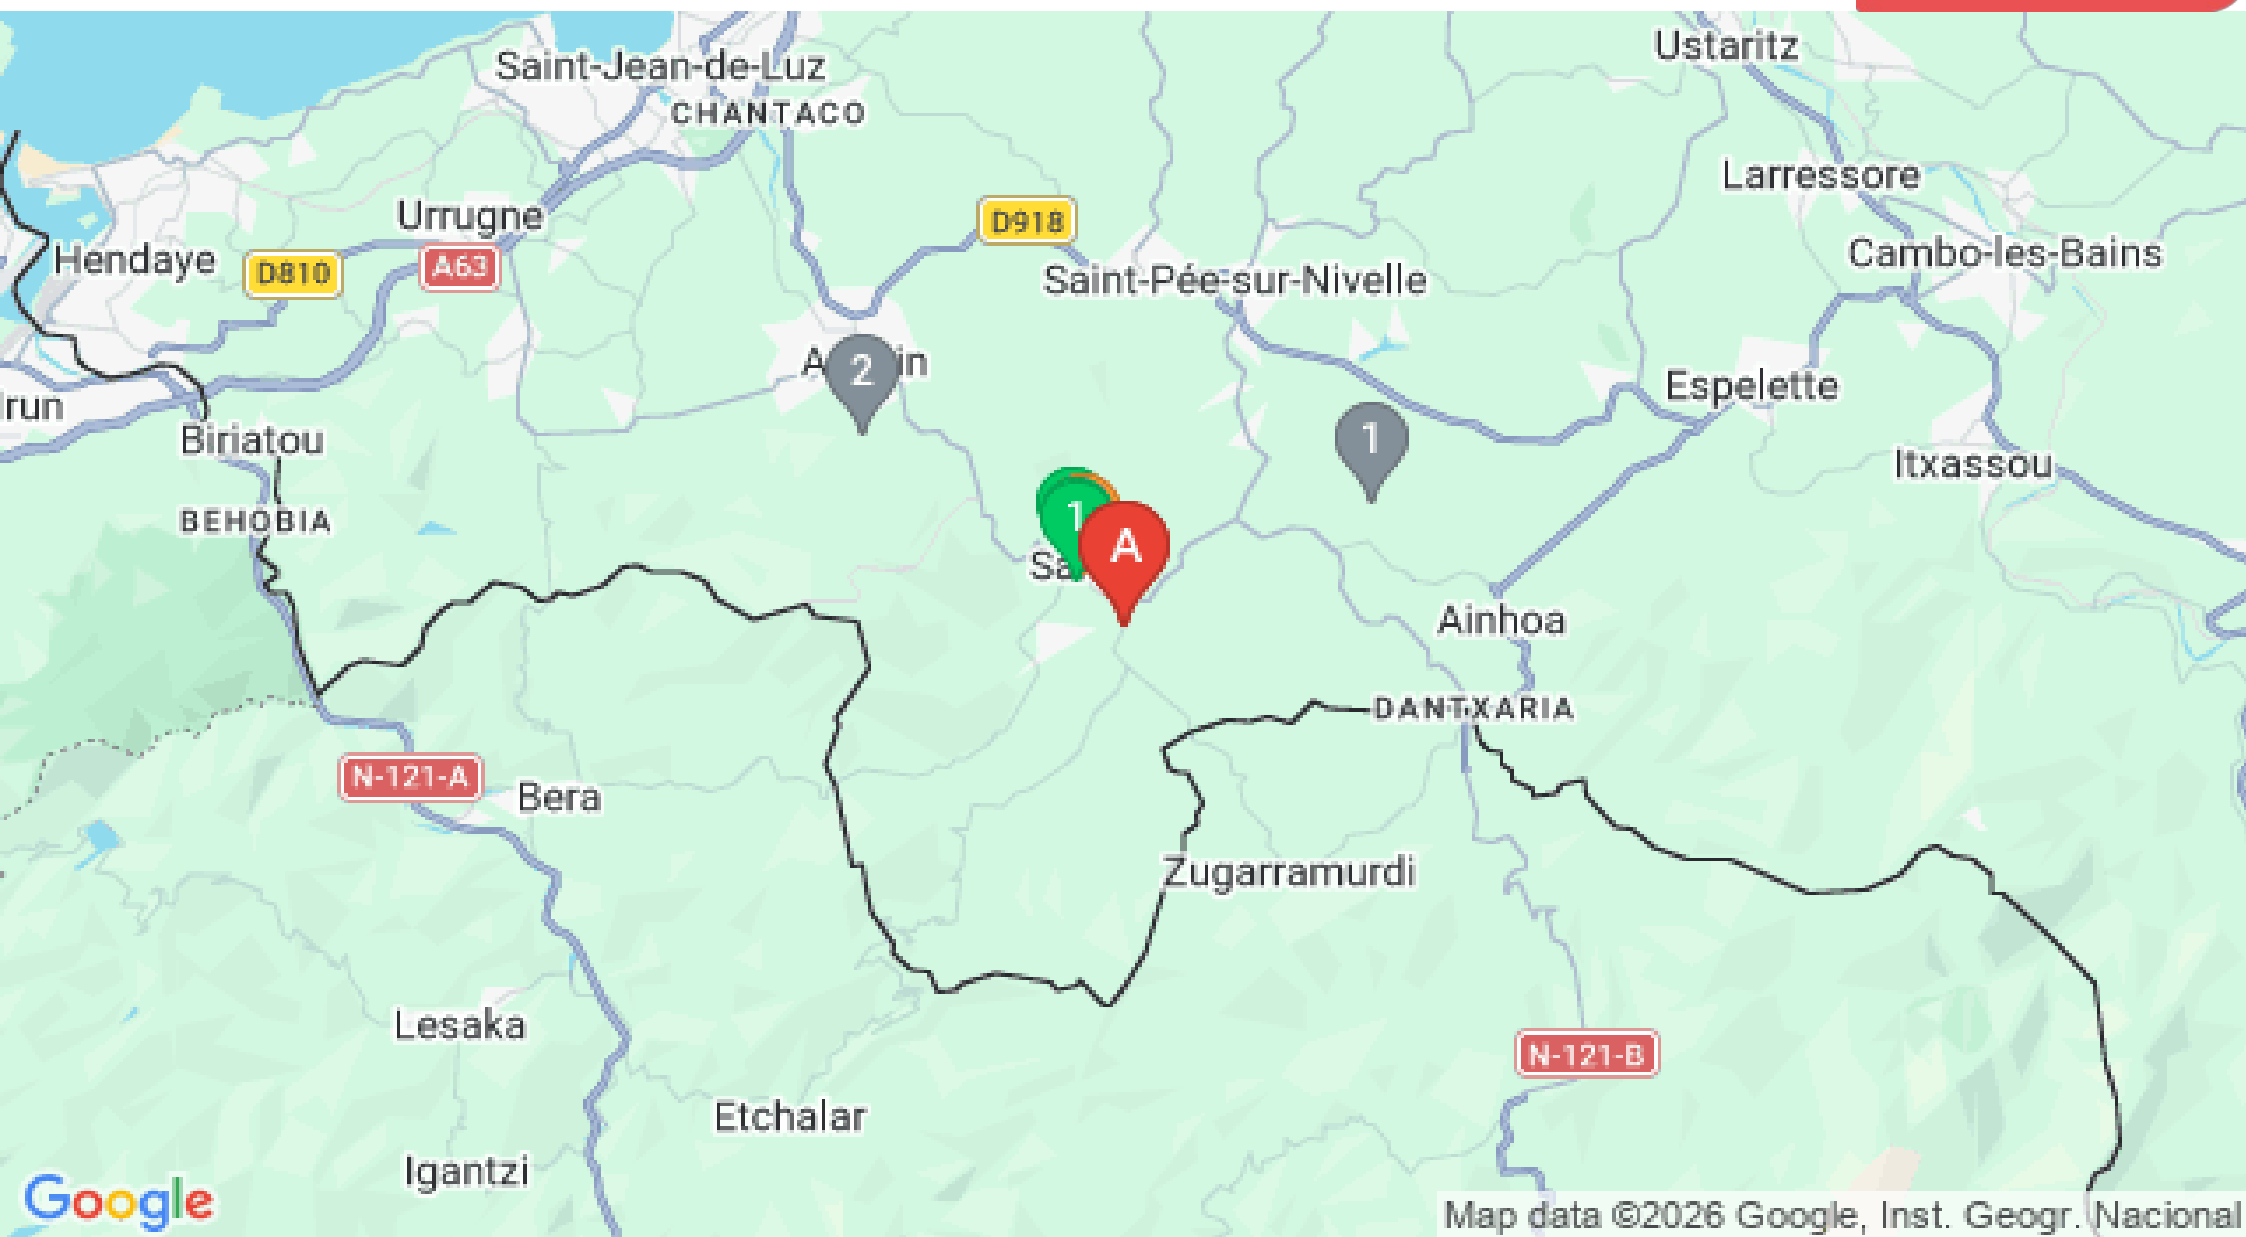 Ustaritz
Saint-Jean-de-Luz
CHANTACO
Larressore
Urrugne
D918
Cambo-les-Bains
Hendaye
D810
A63
Saint-Pée-sur-Nivelle
2
Espelette
Irun
1
Biriatou
Itxassou
BEHOBIA
1
A
Ainhoa
DANTXARIA
N-121-A
Bera
Zugarramurdi
Lesaka
N-121-B
Etchalar
Igantzi
Google
Map data ©2026 Google, Inst. Geogr. Nacional